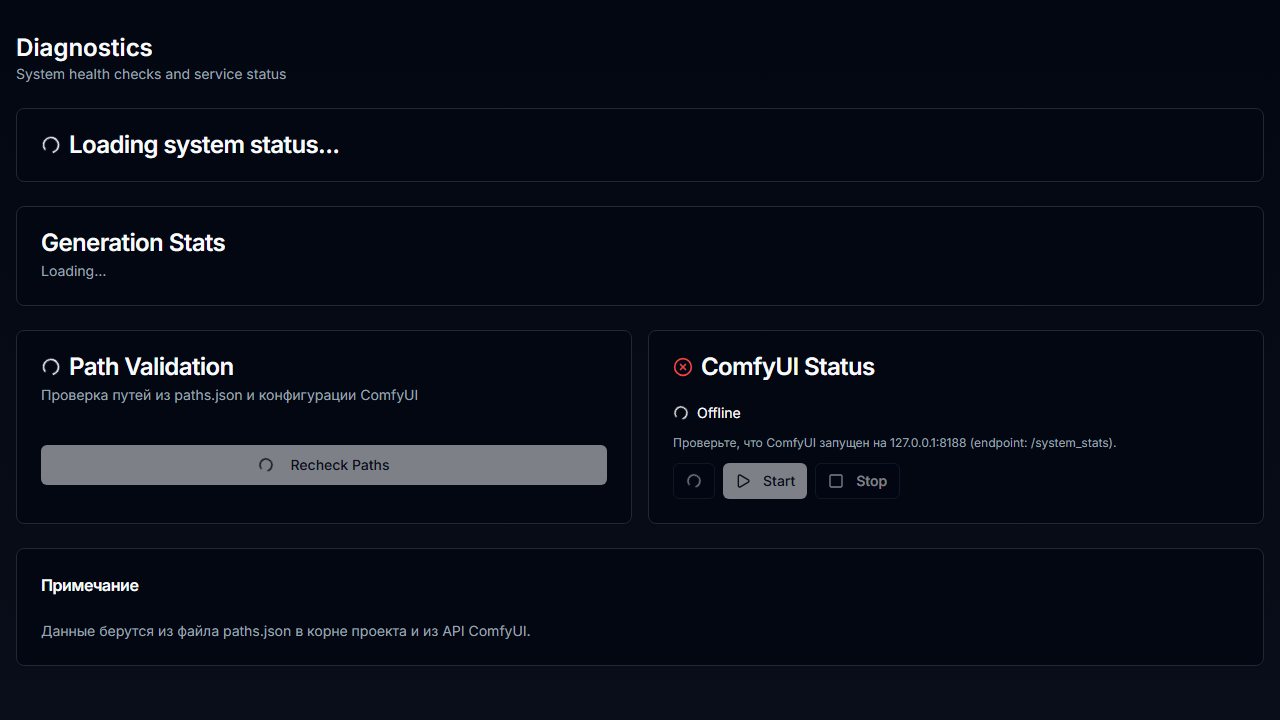 Diagnostics
System health checks and service status
Loading system status...
Generation Stats
Loading...
Path Validation
Проверка путей из paths.json и конфигурации ComfyUI
Recheck Paths
ComfyUI Status
Offline
Проверьте, что ComfyUI запущен на 127.0.0.1:8188 (endpoint: /system_stats).
Start
Stop
Примечание
Данные берутся из файла paths.json в корне проекта и из API ComfyUI.